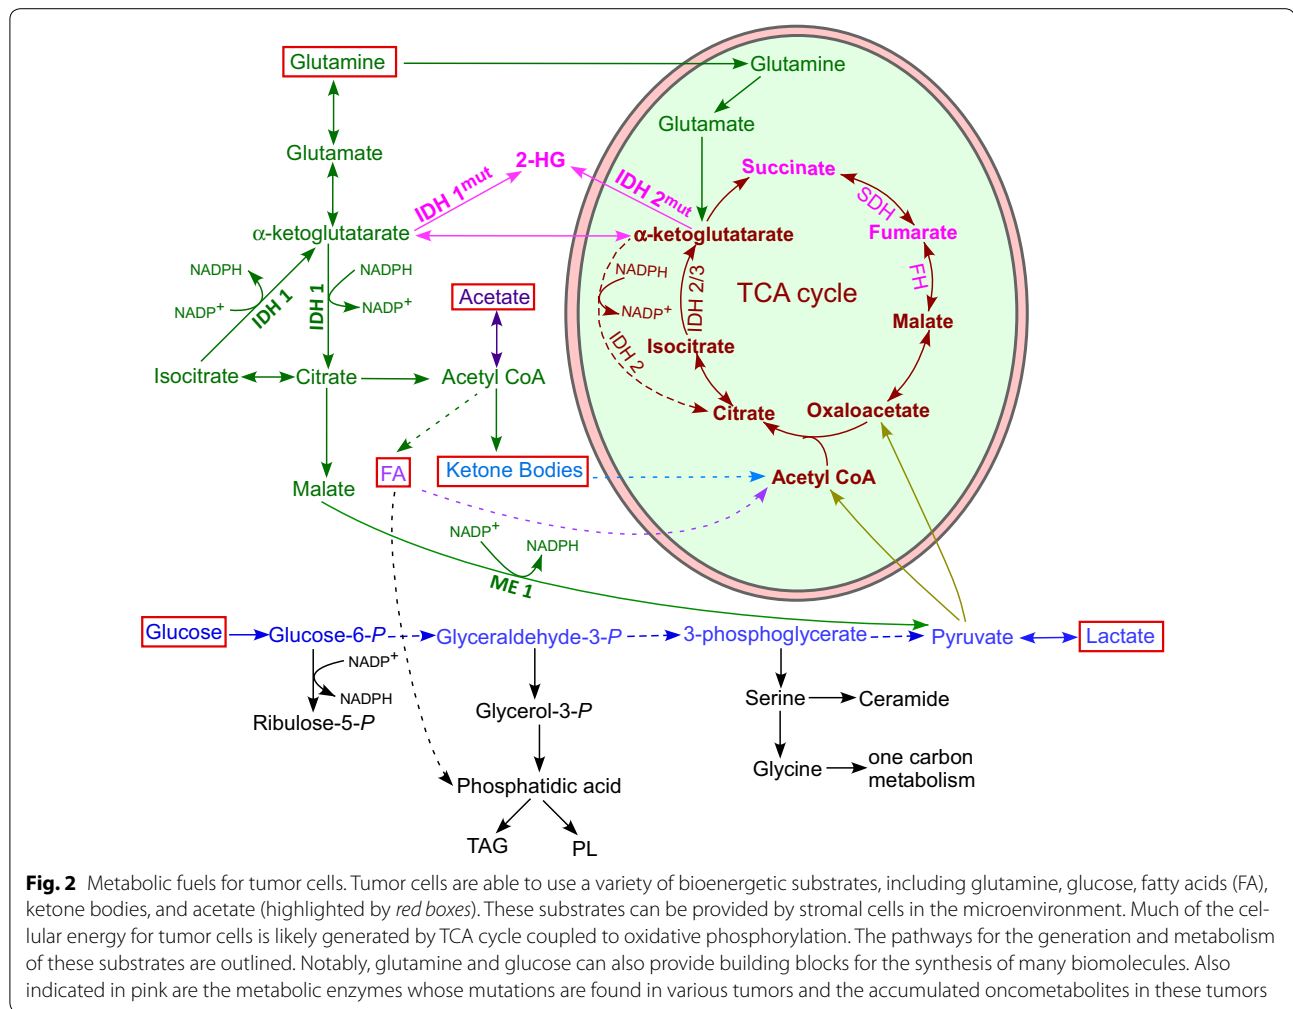 Glutamine
Glutamine
Glutamate
Glutamate
2-HG
Succinate
IDH 1mut
IDH 2mut
SDH
α-ketoglutatarate
α-ketoglutatarate
Fumarate
NADPH
NADPH
NADPH
FH
NADP+
IDH 1
IDH 1
NADP+
Acetate
NADP+
IDH 2/3
TCA cycle
Malate
IDH 2
Isocitrate
Isocitrate
Citrate
Acetyl CoA
Citrate
Oxaloacetate
FA
Ketone Bodies
Acetyl CoA
Malate
NADP+
NADPH
ME 1
Glucose
Glucose-6-P
Glyceraldehyde-3-P
3-phosphoglycerate
Pyruvate
Lactate
NADP+
NADPH
Ribulose-5-P
Glycerol-3-P
Serine
Ceramide
Glycine
one carbon
metabolism
Phosphatidic acid
TAG
PL
Fig. 2 Metabolic fuels for tumor cells. Tumor cells are able to use a variety of bioenergetic substrates, including glutamine, glucose, fatty acids (FA),
ketone bodies, and acetate (highlighted by red boxes). These substrates can be provided by stromal cells in the microenvironment. Much of the cel-
lular energy for tumor cells is likely generated by TCA cycle coupled to oxidative phosphorylation. The pathways for the generation and metabolism
of these substrates are outlined. Notably, glutamine and glucose can also provide building blocks for the synthesis of many biomolecules. Also
indicated in pink are the metabolic enzymes whose mutations are found in various tumors and the accumulated oncometabolites in these tumors